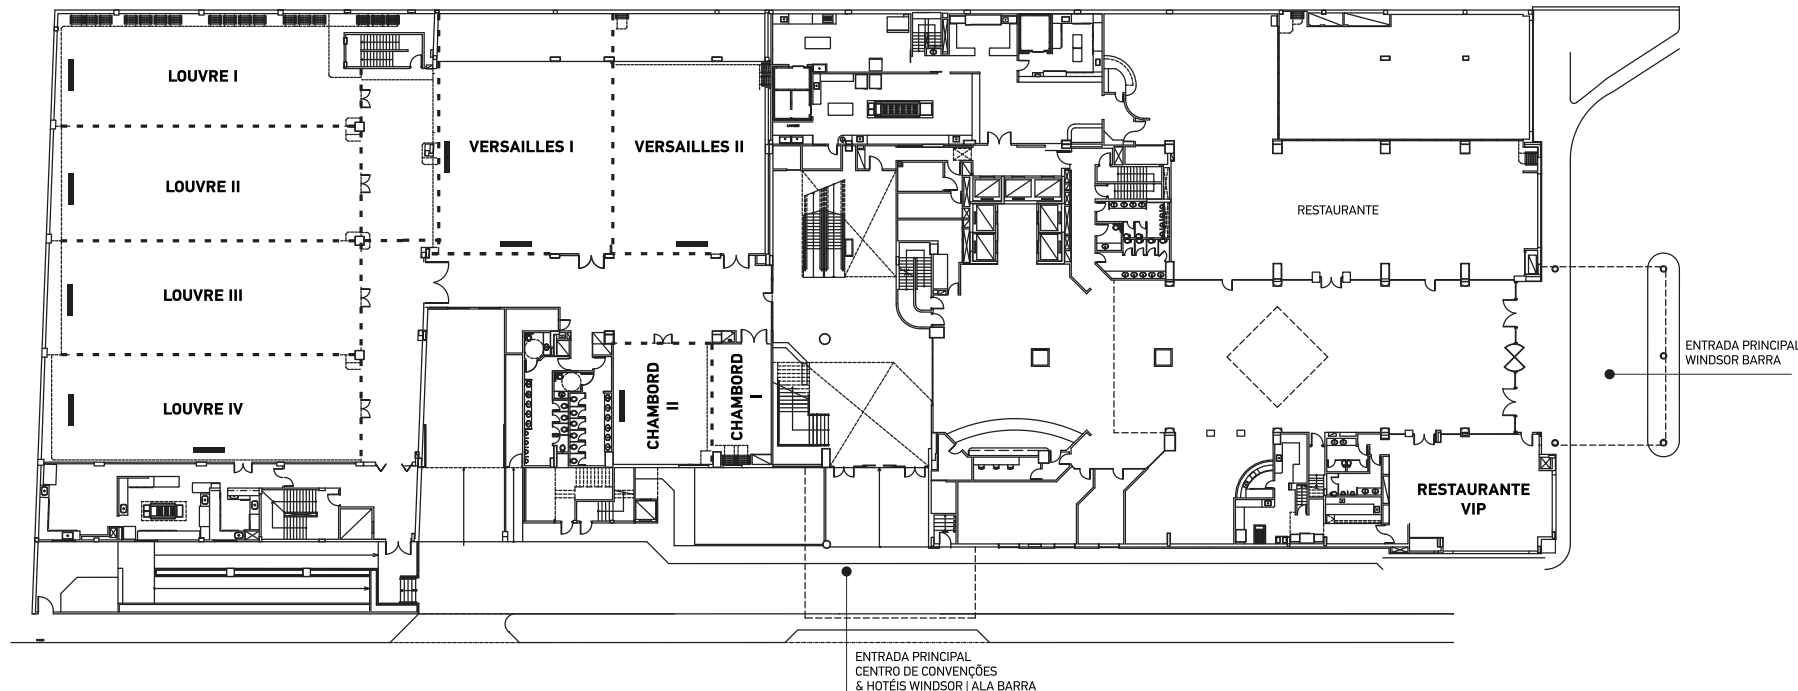 LOUVRE I
LOUVRE II
LOUVRE III
LOUVRE IV
VERSAILLES I
VERSAILLES II
CHAMBORD
II
CHAMBORD
I
RESTAURANTE
RESTAURANTE
VIP
ENTRADA PRINCIPAL
WINDSOR BARRA
ENTRADA PRINCIPAL
CENTRO DE CONVENÇÕES
& HOTÉIS WINDSOR | ALA BARRA